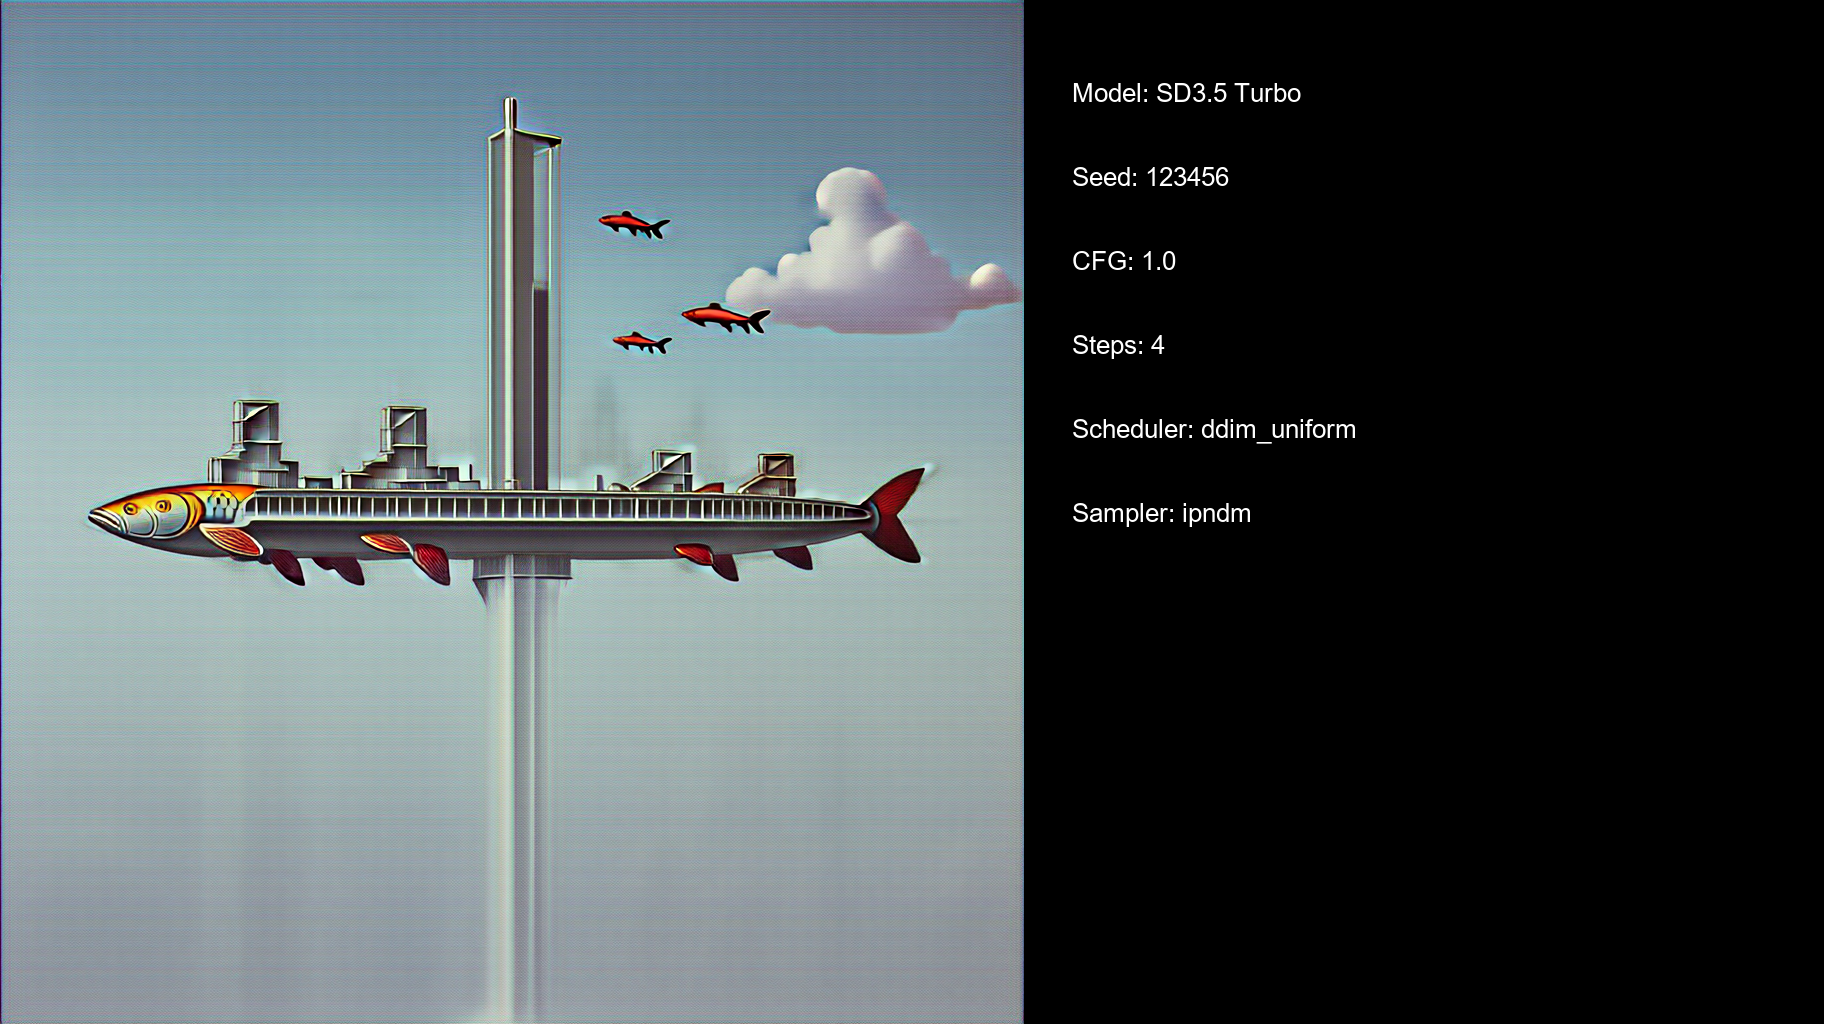 Model: SD3.5 Turbo
Seed: 123456
CFG: 1.0
Steps: 4
Scheduler: ddim_uniform
Sampler: ipndm